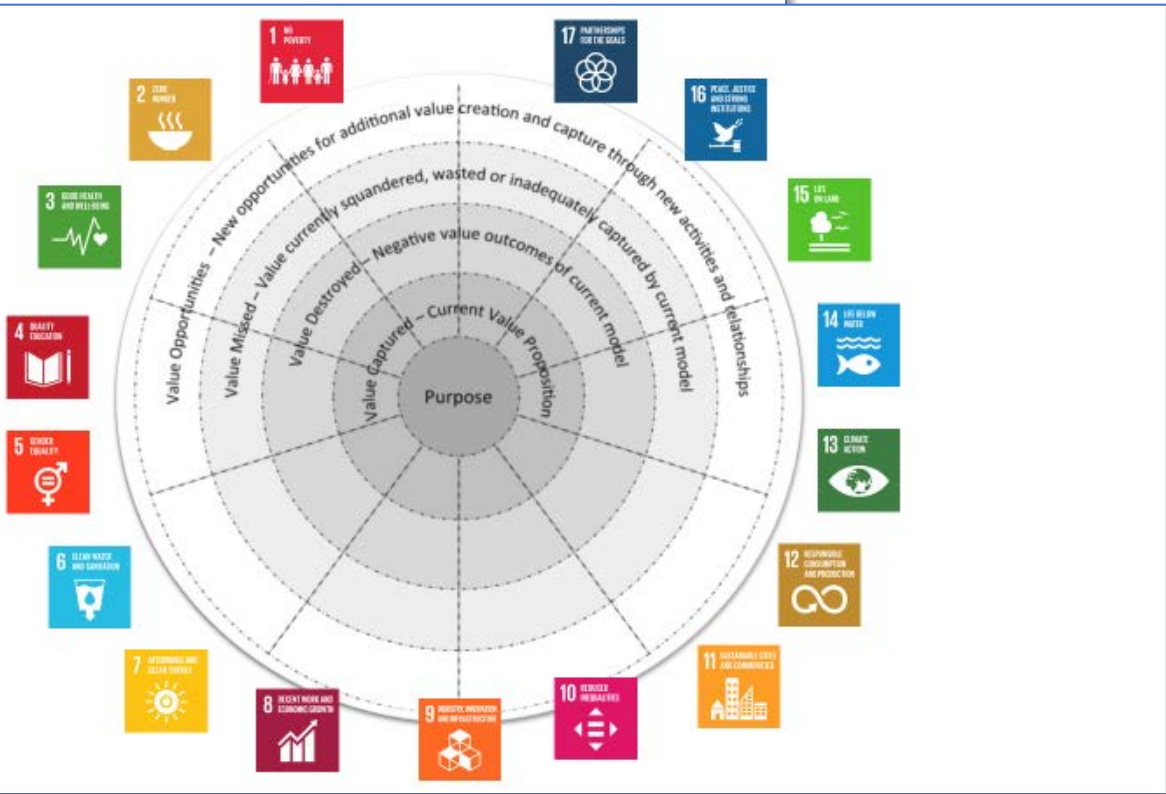 1 NO
POVERTY
2 ZERO
HUNGER
3 GOOD HEALTH
AND WELL-BEING
4 QUALITY
EDUCATION
5 GENDER
EQUALITY
6 CLEAN WATER
AND SANITATION
7 AFFORDABLE AND
CLEAN ENERGY
8 DECENT WORK AND
ECONOMIC GROWTH
9 INDUSTRY, INNOVATION
AND INFRASTRUCTURE
10 REDUCED
INEQUALITIES
11 SUSTAINABLE CITIES
AND COMMUNITIES
12 RESPONSIBLE
CONSUMPTION
AND PRODUCTION
13 CLIMATE
ACTION
14 LIFE BELOW
WATER
15 LIFE
ON LAND
16 PEACE, JUSTICE
AND STRONG
INSTITUTIONS
17 PARTNERSHIPS
FOR THE GOALS
Value Opportunities – New opportunities for additional value creation and capture through new activities and relationships
Value Missed – Value currently squandered, wasted or inadequately captured by current model
Value Destroyed – Negative value outcomes of current model
Value Captured – Current Value Proposition
Purpose